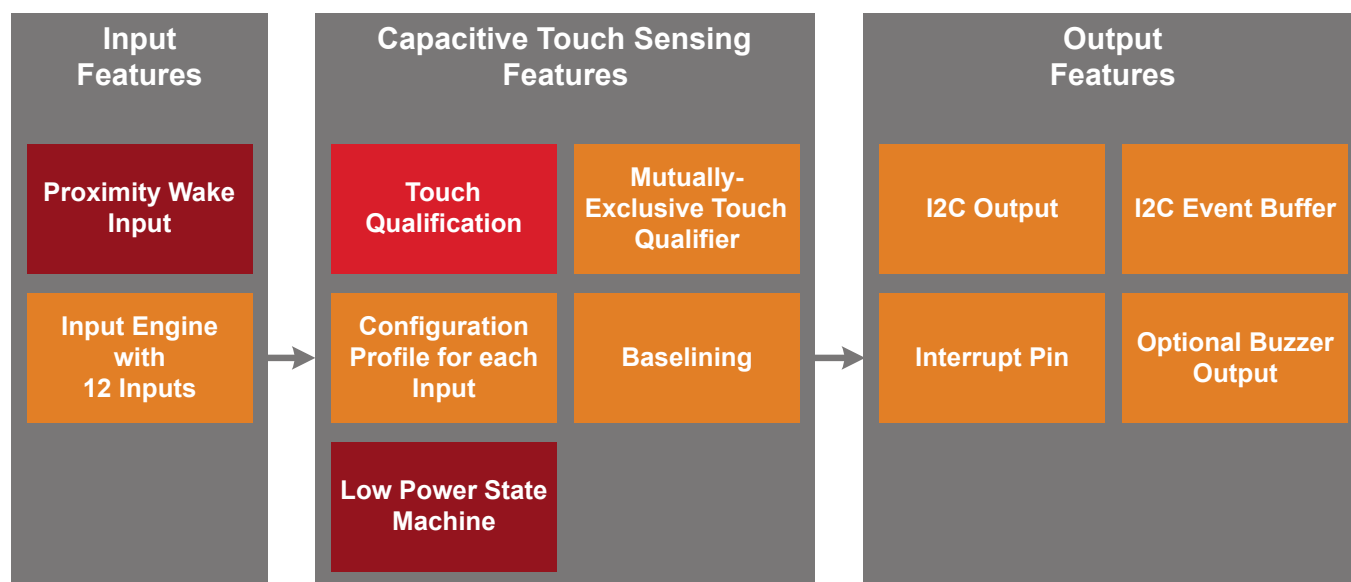 Input
Features
Proximity Wake
Input
Input Engine
with
12 Inputs
Capacitive Touch Sensing
Features
Touch
Qualification
Mutually-
Exclusive Touch
Qualifier
Configuration
Profile for each
Input
Baselining
Low Power State
Machine
Output
Features
I2C Output
I2C Event Buffer
Interrupt Pin
Optional Buzzer
Output